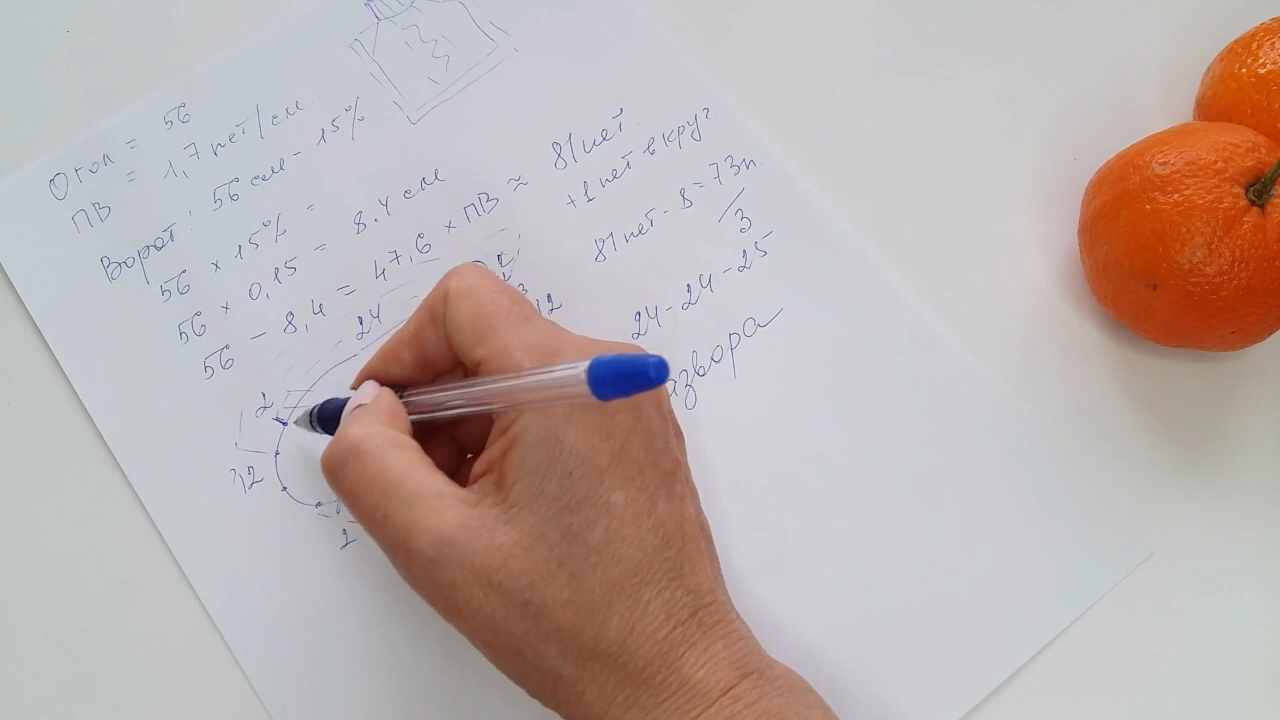 Огол = 56
ПВ = 1,7 пет/см
Ворот: 56 см - 15%
56 × 15% =
56 × 0,15 = 8.4 см
56 - 8,4 = 47,6 × ПВ ≈ 81 пет
+1 пет в круг.
81 пет - 8 = 73 п.
3
24-24-25
24
12
2
12
2